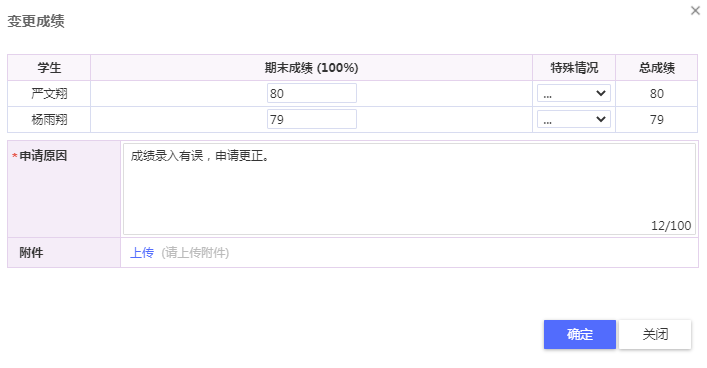 变更成绩
学生 期末成绩 (100%) 特殊情况 总成绩
严文翔 80 ... 80
杨雨翔 79 ... 79
*申请原因 成绩录入有误，申请更正。
12/100
附件 上传 (请上传附件)
确定 关闭